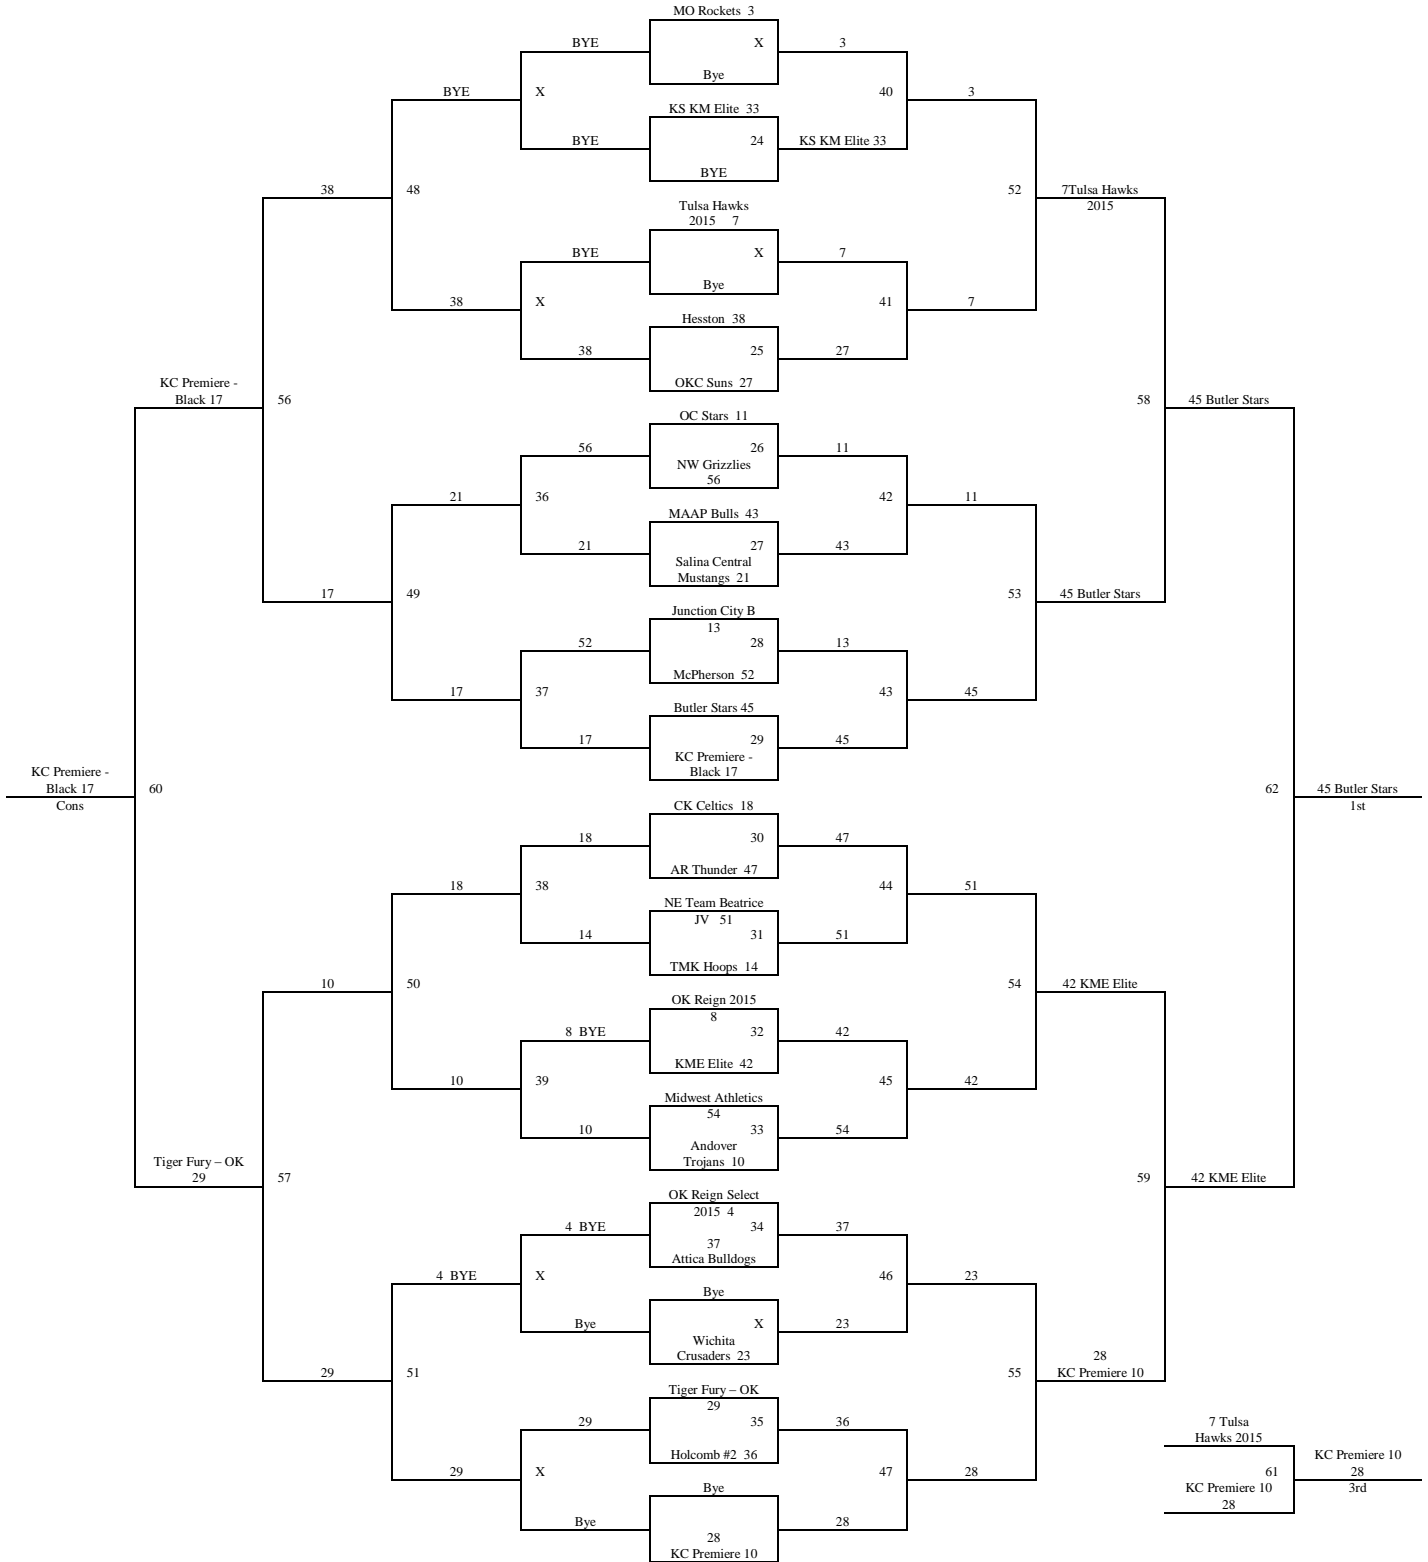 MO Rockets 3
BYE
X
3
Bye
BYE
X
40
3
KS KM Elite 33
BYE
24
KS KM Elite 33
BYE
38
48
52
7Tulsa Hawks
2015
Tulsa Hawks
2015 7
BYE
X
7
Bye
38
X
41
7
Hesston 38
38
25
27
OKC Suns 27
KC Premiere -
Black 17
56
58
45 Butler Stars
OC Stars 11
56
26
11
NW Grizzlies
56
21
36
42
11
MAAP Bulls 43
21
27
43
Salina Central
Mustangs 21
17
49
53
45 Butler Stars
Junction City B
13
52
28
13
McPherson 52
17
37
43
45
Butler Stars 45
17
29
45
KC Premiere -
Black 17
KC Premiere -
Black 17
Cons
60
62
45 Butler Stars
1st
CK Celtics 18
18
30
47
AR Thunder 47
18
38
44
51
NE Team Beatrice
JV 51
14
31
51
TMK Hoops 14
10
50
54
42 KME Elite
OK Reign 2015
8
8 BYE
32
42
KME Elite 42
10
39
45
42
Midwest Athletics
54
10
33
54
Andover
Trojans 10
Tiger Fury – OK
29
57
59
42 KME Elite
OK Reign Select
2015 4
4 BYE
34
37
37
Attica Bulldogs
4 BYE
X
46
23
Bye
Bye
X
23
Wichita
Crusaders 23
29
51
55
28
KC Premiere 10
Tiger Fury – OK
29
29
35
36
Holcomb #2 36
29
X
47
28
Bye
Bye
28
28
KC Premiere 10
7 Tulsa
Hawks 2015
61
KC Premiere 10
28
KC Premiere 10
28
3rd